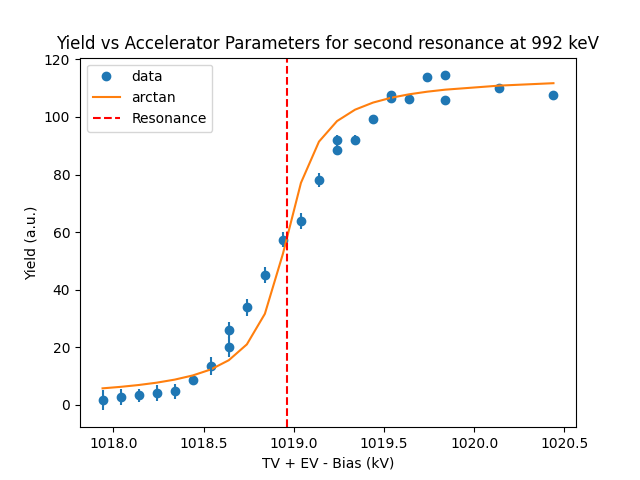 Yield vs Accelerator Parameters for second resonance at 992 keV
data
arctan
Resonance
Yield (a.u.)
120
100
80
60
40
20
0
1018.0 1018.5 1019.0 1019.5 1020.0 1020.5
TV + EV - Bias (kV)